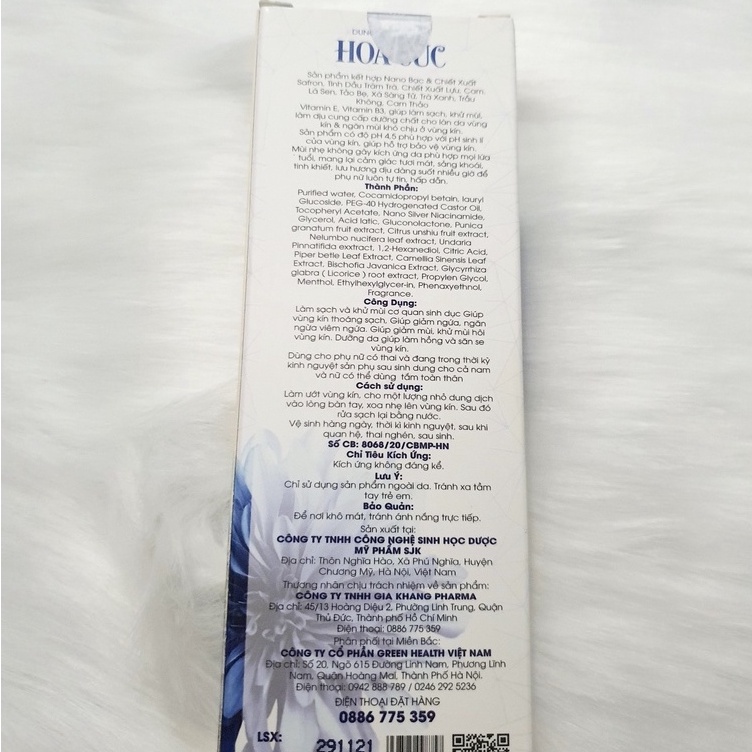 DUNG
HOA CÚC
Sản phẩm kết hợp Nano Bạc & Chiết Xuất
Safron, Tinh Dầu Tràm Trà, Chiết Xuất Lựu, Cam,
Lá Sen, Tảo Bẹ, Xà Sàng Tử, Trà Xanh, Trầu
Không, Cam Thảo
Vitamin E, Vitamin B3, giúp làm sạch, khử mùi,
làm dịu cung cấp dưỡng chất cho làn da vùng
kín & ngăn mùi khó chịu ở vùng kín.
Sản phẩm có độ pH 4,5 phù hợp với pH sinh lí
của vùng kín, giúp hỗ trợ bảo vệ vùng kín.
Mùi nhẹ không gây kích ứng da phù hợp mọi lứa
tuổi, mang lại cảm giác tươi mát, sảng khoái,
tinh khiết, lưu hương dịu dàng suốt nhiều giờ để
phụ nữ luôn tự tin, hấp dẫn.
Thành Phần:
Purified water, Cocamidopropyl betain, lauryl
Glucoside, PEG-40 Hydrogenated Castor Oil,
Tocopheryl Acetate, Nano Silver Niacinamide,
Glycerol, Acid latic, Gluconolactone, Punica
granatum fruit extract, Citrus unshiu fruit extract,
Nelumbo nucifera leaf extract, Undaria
Pinnatifida exxtract, 1,2-Hexanediol, Citric Acid,
Piper betle Leaf Extract, Camellia Sinensis Leaf
Extract, Bischofia Javanica Extract, Glycyrrhiza
glabra ( Licorice ) root extract, Propylen Glycol,
Menthol, Ethylhexylglycer-in, Phenaxyethnol,
Fragrance.
Công Dụng:
Làm sạch và khử mùi cơ quan sinh dục Giúp
vùng kín thoáng sạch, Giúp giảm ngứa, ngăn
ngừa viêm ngứa. Giúp giảm mùi, khử mùi hôi
vùng kín. Dưỡng da giúp làm hồng và săn se
vùng kín.
Dùng cho phụ nữ có thai và đang trong thời kỳ
kinh nguyệt sản phụ sau sinh dung cho cả nam
và nữ có thể dùng tắm toàn thân
Cách sử dụng:
Làm ướt vùng kín, cho một lượng nhỏ dung dịch
vào lòng bàn tay, xoa nhẹ lên vùng kín. Sau đó
rửa sạch lại bằng nước.
Vệ sinh hàng ngày, thời kì kinh nguyệt, sau khi
quan hệ, thai nghén, sau sinh.
Số CB: 8068/20/CBMP-HN
Chỉ Tiêu Kích Ứng:
Kích ứng không đáng kể.
Lưu Ý:
Chỉ sử dụng sản phẩm ngoài da. Tránh xa tầm
tay trẻ em.
Bảo Quản:
Để nơi khô mát, tránh ánh nắng trực tiếp.
Sản xuất tại:
CÔNG TY TNHH CÔNG NGHỆ SINH HỌC DƯỢC
MỸ PHẨM SJK
Địa chỉ: Thôn Nghĩa Hảo, Xã Phú Nghĩa, Huyện
Chương Mỹ, Hà Nội, Việt Nam
Thương nhân chịu trách nhiệm về sản phẩm:
CÔNG TY TNHH GIA KHANG PHARMA
Địa chỉ: 45/13 Hoàng Diệu 2, Phường Linh Trung, Quận
Thủ Đức, Thành phố Hồ Chí Minh
Điện thoại: 0886 775 359
Phân phối tại Miền Bắc:
CÔNG TY CỔ PHẦN GREEN HEALTH VIỆT NAM
Địa chỉ: Số 20, Ngõ 615 Đường Lĩnh Nam, Phường Lĩnh
Nam, Quận Hoàng Mai, Thành Phố Hà Nội.
Điện thoại: 0942 888 789 / 0246 292 5236
ĐIỆN THOẠI ĐẶT HÀNG
0886 775 359
LSX:
291121